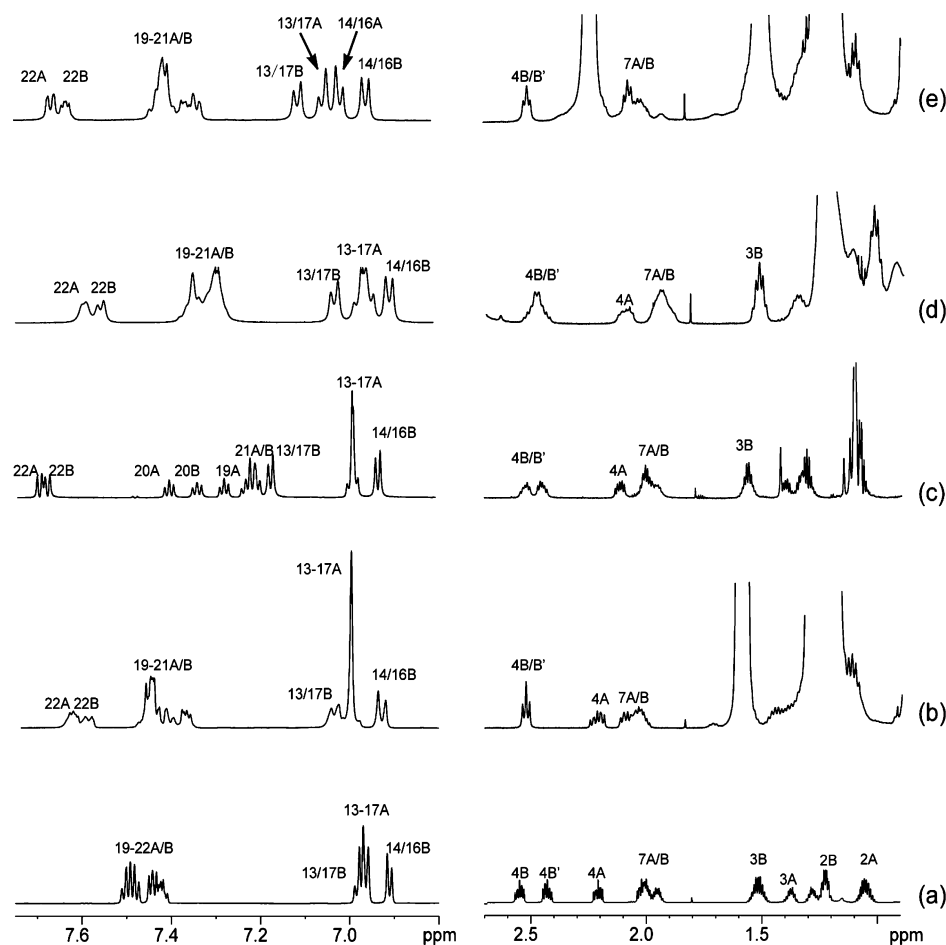 13/17A
14/16A
19-21A/B
22A
22B
13/17B
14/16B
4B/B'
7A/B
(e)
19-21A/B
13-17A
22A
22B
13/17B
14/16B
4B/B'
4A
7A/B
3B
(d)
13-17A
22A
22B
20A
20B
19A
21A/B
13/17B
14/16B
4B/B'
4A
7A/B
3B
(c)
13-17A
19-21A/B
22A
22B
13/17B
14/16B
4B/B'
4A
7A/B
(b)
13-17A
19-22A/B
13/17B
14/16B
4B
4B'
4A
7A/B
3B
3A
2B
2A
(a)
7.6
7.4
7.2
7.0
ppm
2.5
2.0
1.5
ppm